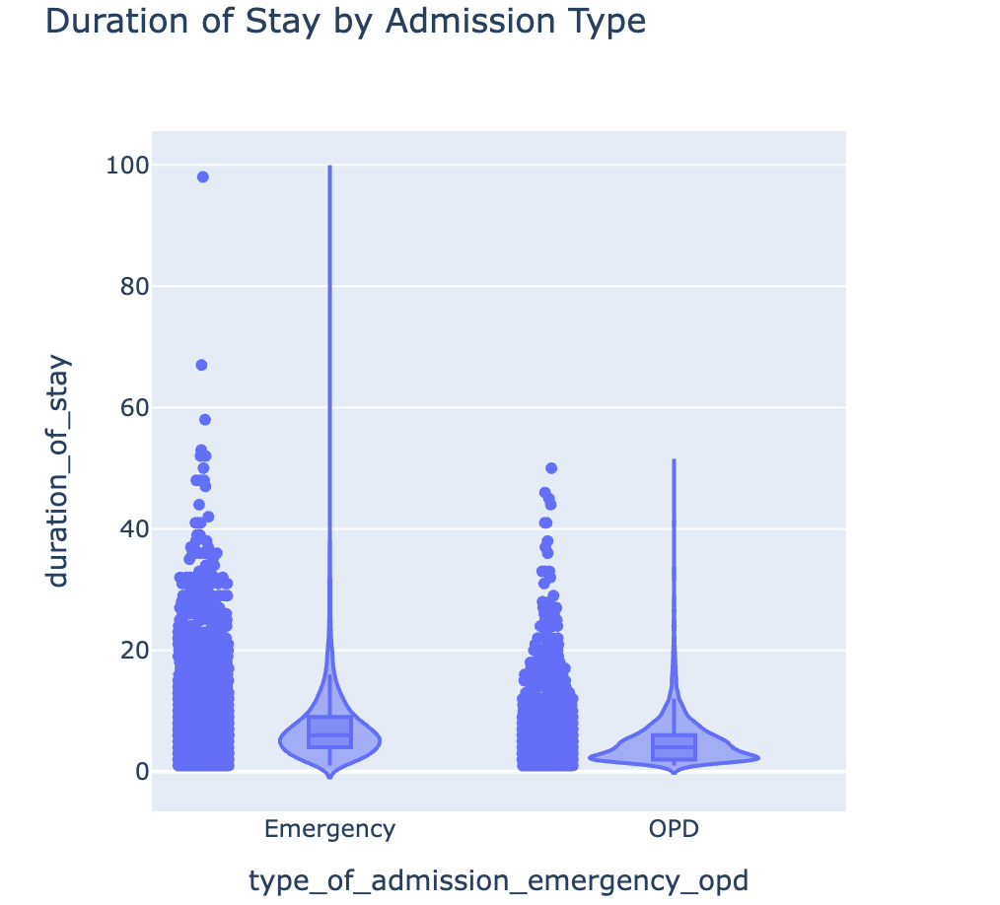 Duration of Stay by Admission Type
100
80
60
40
20
0
duration_of_stay
Emergency
OPD
type_of_admission_emergency_opd